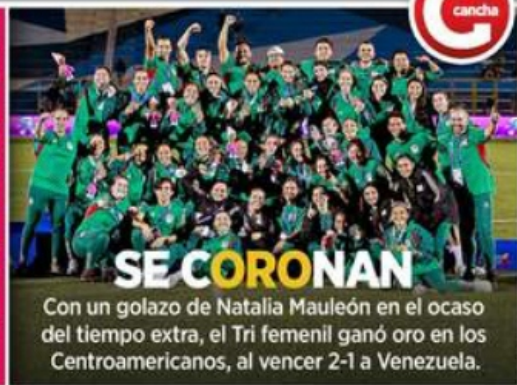 cancha
SE CORONAN
Con un golazo de Natalia Mauleón en el ocaso
del tiempo extra, el Tri femenil ganó oro en los
Centroamericanos, al vencer 2-1 a Venezuela.